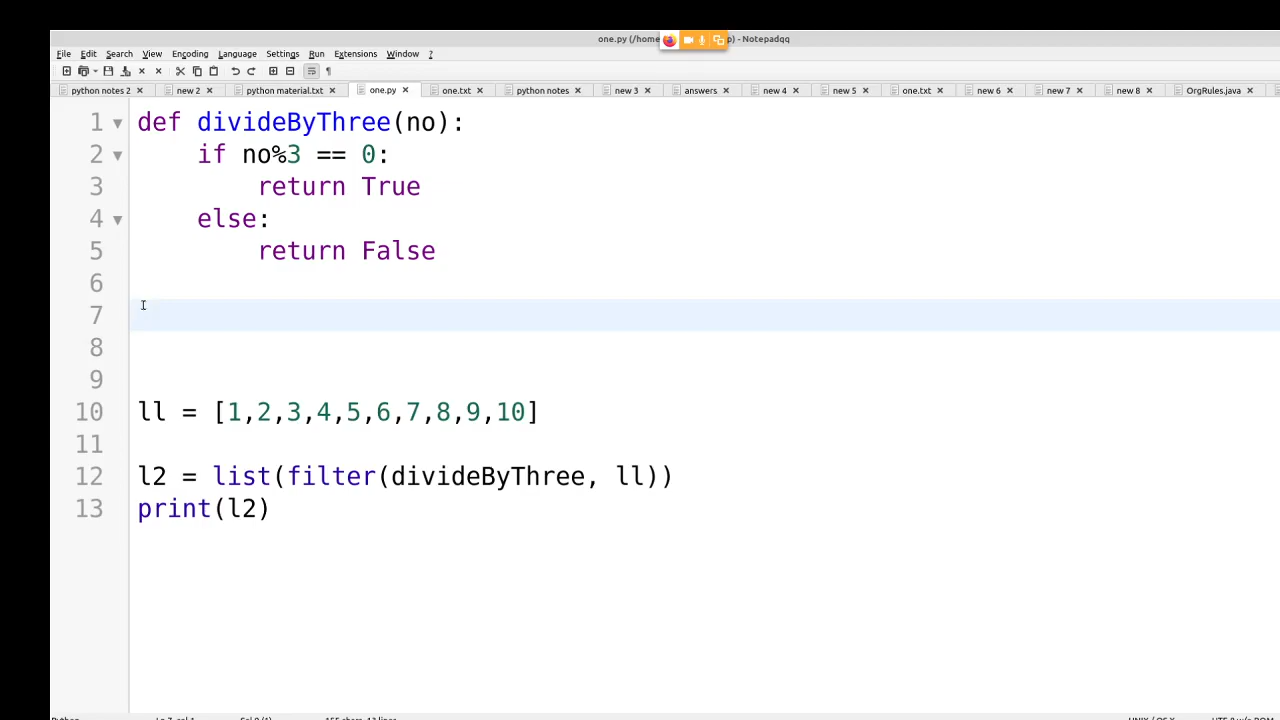 one.py (/home p) - Notepadqq
File Edit Search View Encoding Language Settings Run Extensions Window ?
python notes 2 new 2 python material.txt one.py one.txt python notes new 3 answers new 4 new 5 one.txt new 6 new 7 new 8 OrgRules.java
1 def divideByThree(no):
2 if no%3 == 0:
3 return True
4 else:
5 return False
6
7
8
9
10 ll = [1,2,3,4,5,6,7,8,9,10]
11
12 l2 = list(filter(divideByThree, ll))
13 print(l2)